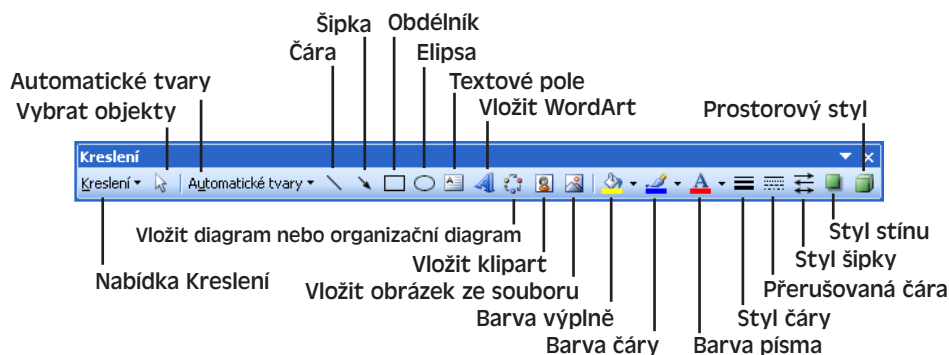 Šipka Obdélník
Čára Elipsa
Automatické tvary Textové pole
Vybrat objekty Vložit WordArt Prostorový styl
Kreslení
Kreslení Automatické tvary
Vložit diagram nebo organizační diagram Styl stínu
Nabídka Kreslení Vložit klipart Styl šipky
Vložit obrázek ze souboru Přerušovaná čára
Barva výplně Styl čáry
Barva čáry Barva písma